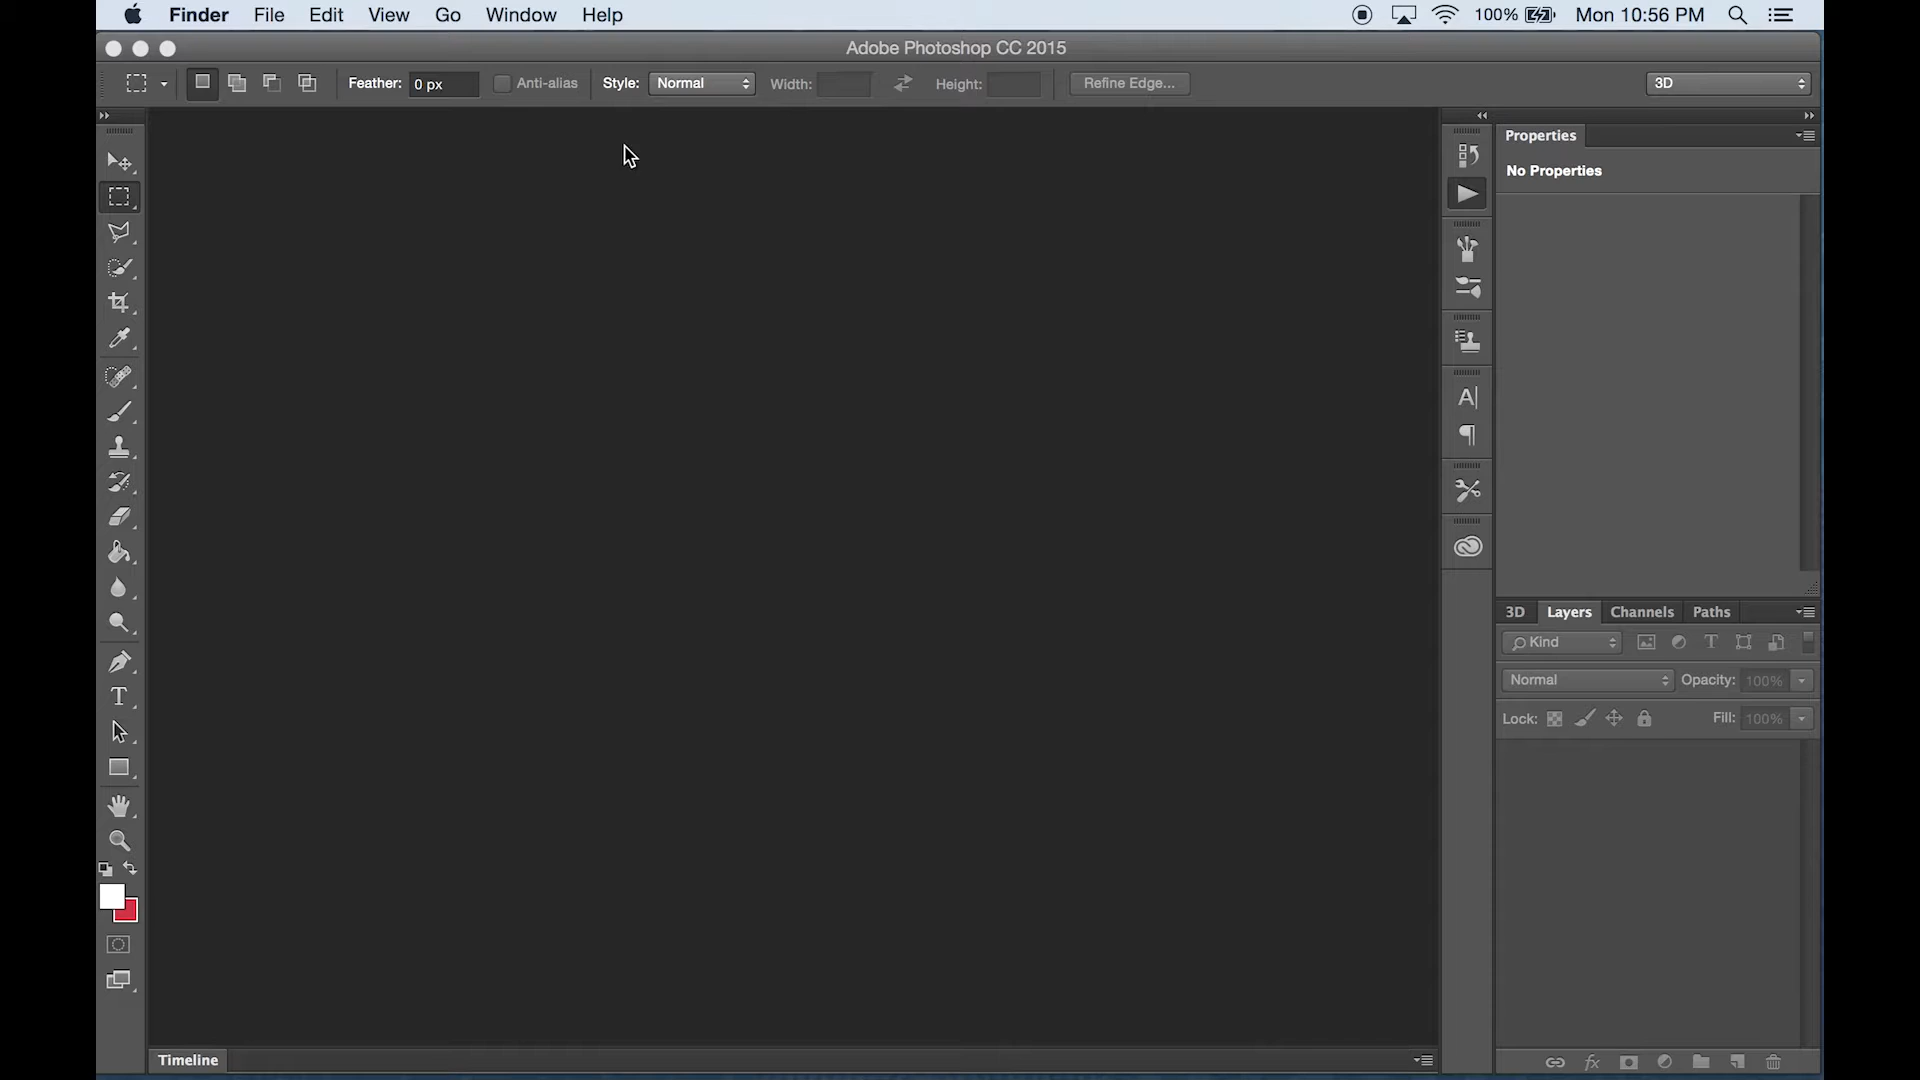 Finder File Edit View Go Window Help 100% Mon 10:56 PM
Adobe Photoshop CC 2015
Feather: 0 px Anti-alias Style: Normal Width: Height: Refine Edge... 3D
Properties
No Properties
3D Layers Channels Paths
Kind
Normal Opacity: 100%
Lock: Fill: 100%
Timeline